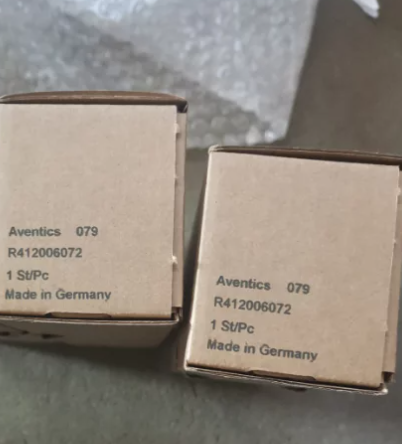 Aventics 079
R412006072
1 St/Pc
Made in Germany
Aventics 079
R412006072
1 St/Pc
Made in Germany